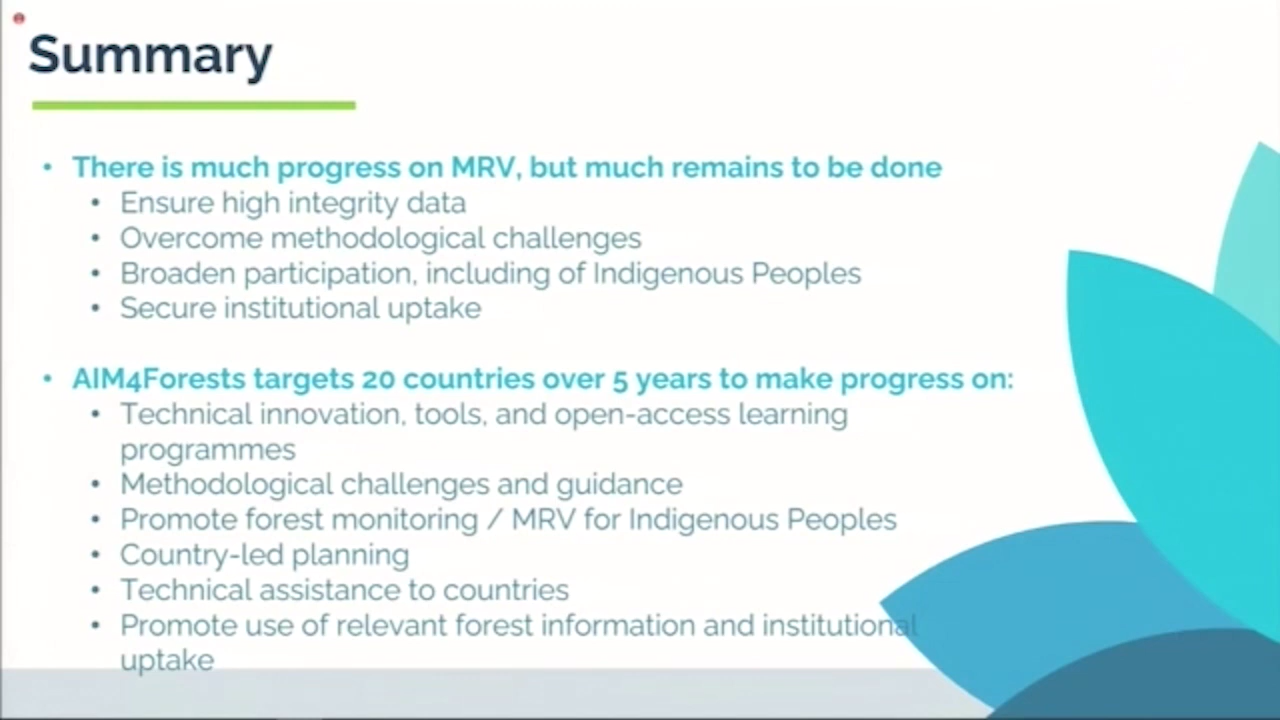 Summary
• There is much progress on MRV, but much remains to be done
• Ensure high integrity data
• Overcome methodological challenges
• Broaden participation, including of Indigenous Peoples
• Secure institutional uptake
• AIM4Forests targets 20 countries over 5 years to make progress on:
• Technical innovation, tools, and open-access learning
programmes
• Methodological challenges and guidance
• Promote forest monitoring / MRV for Indigenous Peoples
• Country-led planning
• Technical assistance to countries
• Promote use of relevant forest information and institutional
uptake